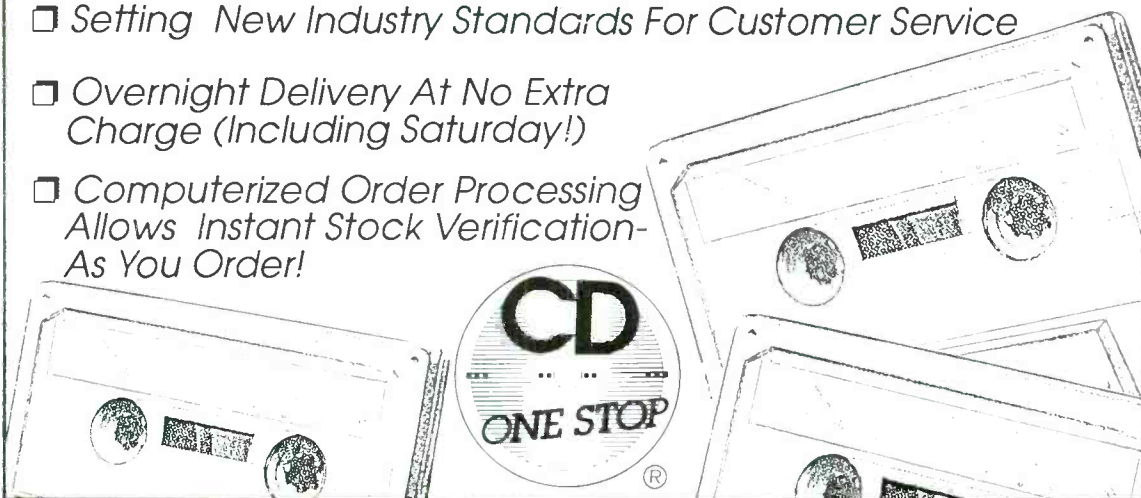 ❒ Setting New Industry Standards For Customer Service
❒ Overnight Delivery At No Extra
Charge (Including Saturday!)
❒ Computerized Order Processing
Allows Instant Stock Verification-
As You Order!
CD
ONE STOP
®